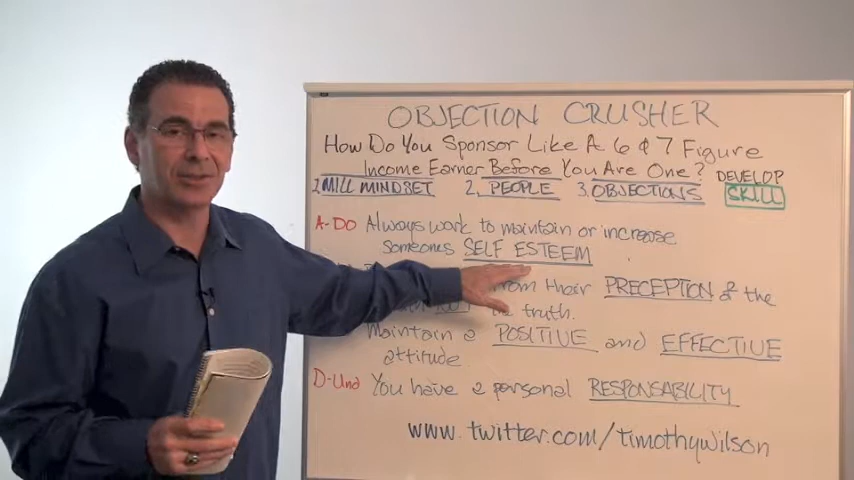 OBJECTION CRUSHER
How Do You Sponsor Like A 6 & 7 Figure
Income Earner Before You Are One?
DEVELOP
1. MILL MINDSET 2. PEOPLE 3. OBJECTIONS SKILL
A-DO Always work to maintain or increase
Someones SELF ESTEEM
from their PRECEPTION of the
truth.
Maintain a POSITIVE and EFFECTIVE
attitude
D-Und You have a personal RESPONSABILITY
www.twitter.com/timothywilson